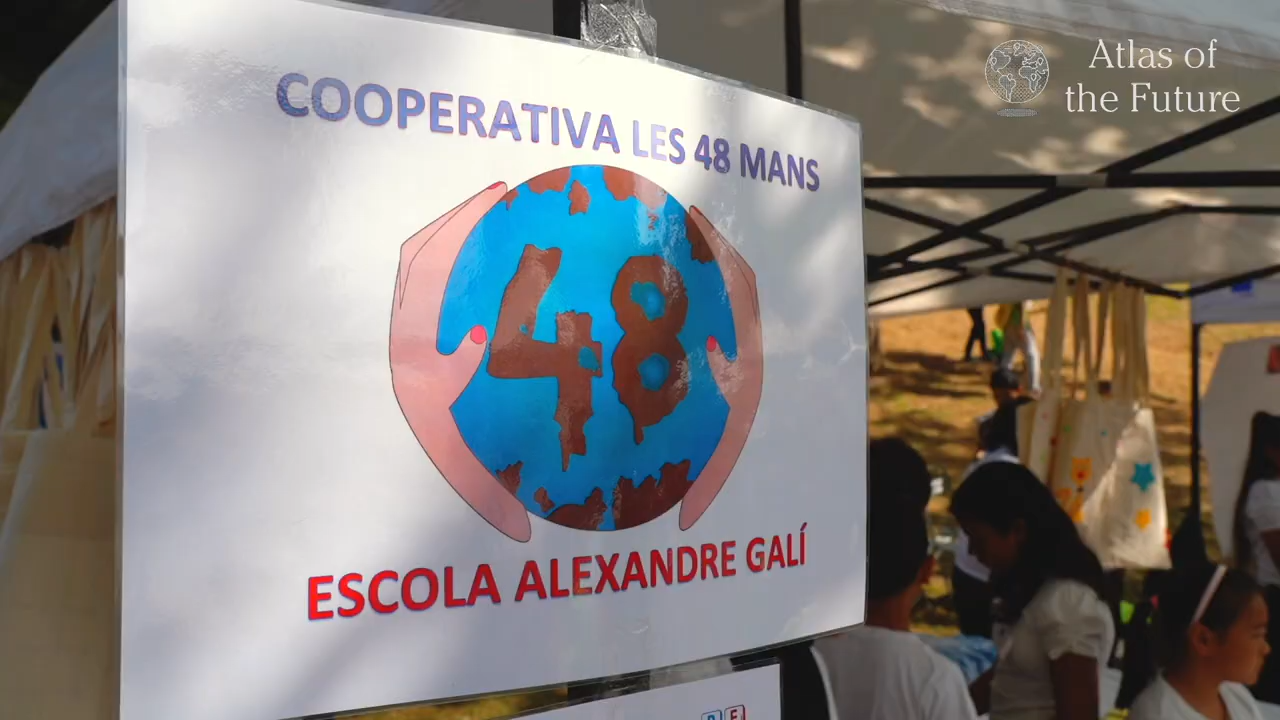 Atlas of
the Future
COOPERATIVA LES 48 MANS
48
ESCOLA ALEXANDRE GALÍ